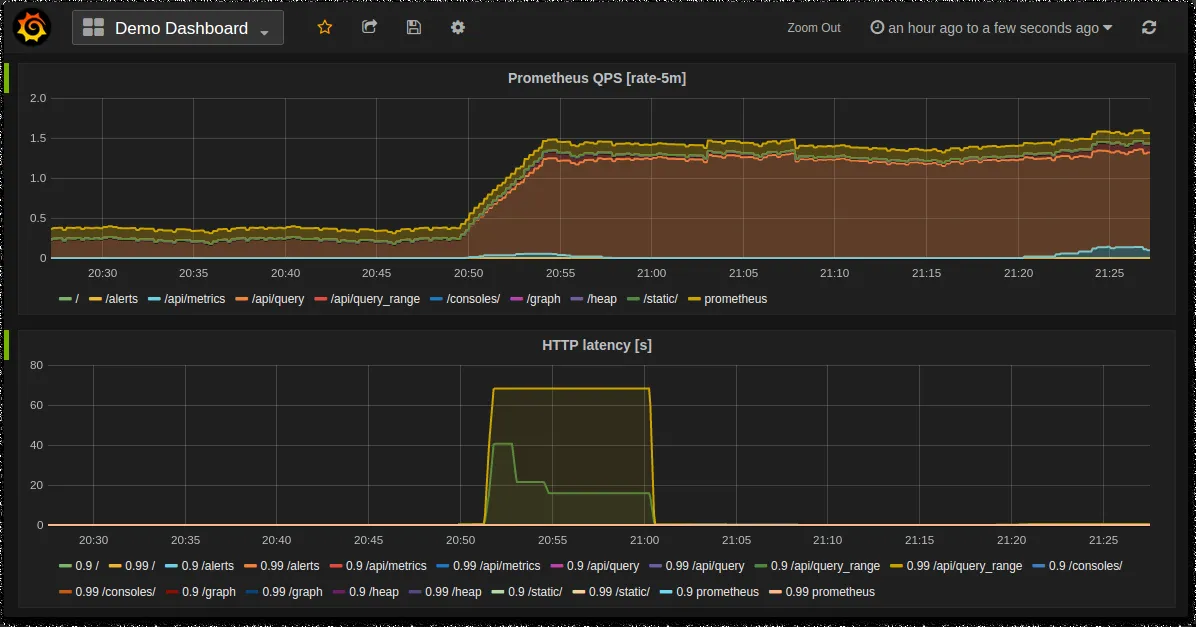 Demo Dashboard Zoom Out an hour ago to a few seconds ago
Prometheus QPS [rate-5m]
2.0
1.5
1.0
0.5
0
20:30 20:35 20:40 20:45 20:50 20:55 21:00 21:05 21:10 21:15 21:20 21:25
/ /alerts /api/metrics /api/query /api/query_range /consoles/ /graph /heap /static/ prometheus
HTTP latency [s]
80
60
40
20
0
20:30 20:35 20:40 20:45 20:50 20:55 21:00 21:05 21:10 21:15 21:20 21:25
0.9 / 0.99 / 0.9 /alerts 0.99 /alerts 0.9 /api/metrics 0.99 /api/metrics 0.9 /api/query 0.99 /api/query 0.9 /api/query_range 0.99 /api/query_range 0.9 /consoles/
0.99 /consoles/ 0.9 /graph 0.99 /graph 0.9 /heap 0.99 /heap 0.9 /static/ 0.99 /static/ 0.9 prometheus 0.99 prometheus